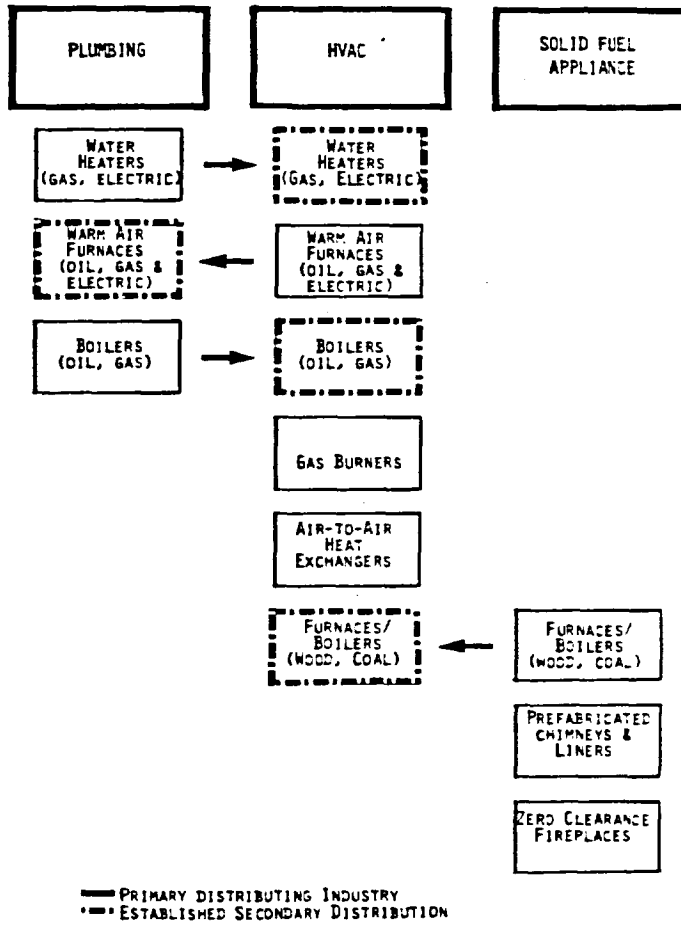 PLUMBING
HVAC
SOLID FUEL
APPLIANCE
WATER
HEATERS
(GAS, ELECTRIC)
WATER
HEATERS
(GAS, ELECTRIC)
WARM AIR
FURNACES
(OIL, GAS &
ELECTRIC)
WARM AIR
FURNACES
(OIL, GAS &
ELECTRIC)
BOILERS
(OIL, GAS)
BOILERS
(OIL, GAS)
GAS BURNERS
AIR-TO-AIR
HEAT
EXCHANGERS
FURNACES/
BOILERS
(WOOD, COAL)
FURNACES/
BOILERS
(WOOD, COAL)
PREFABRICATED
CHIMNEYS &
LINERS
ZERO CLEARANCE
FIREPLACES
PRIMARY DISTRIBUTING INDUSTRY
ESTABLISHED SECONDARY DISTRIBUTION